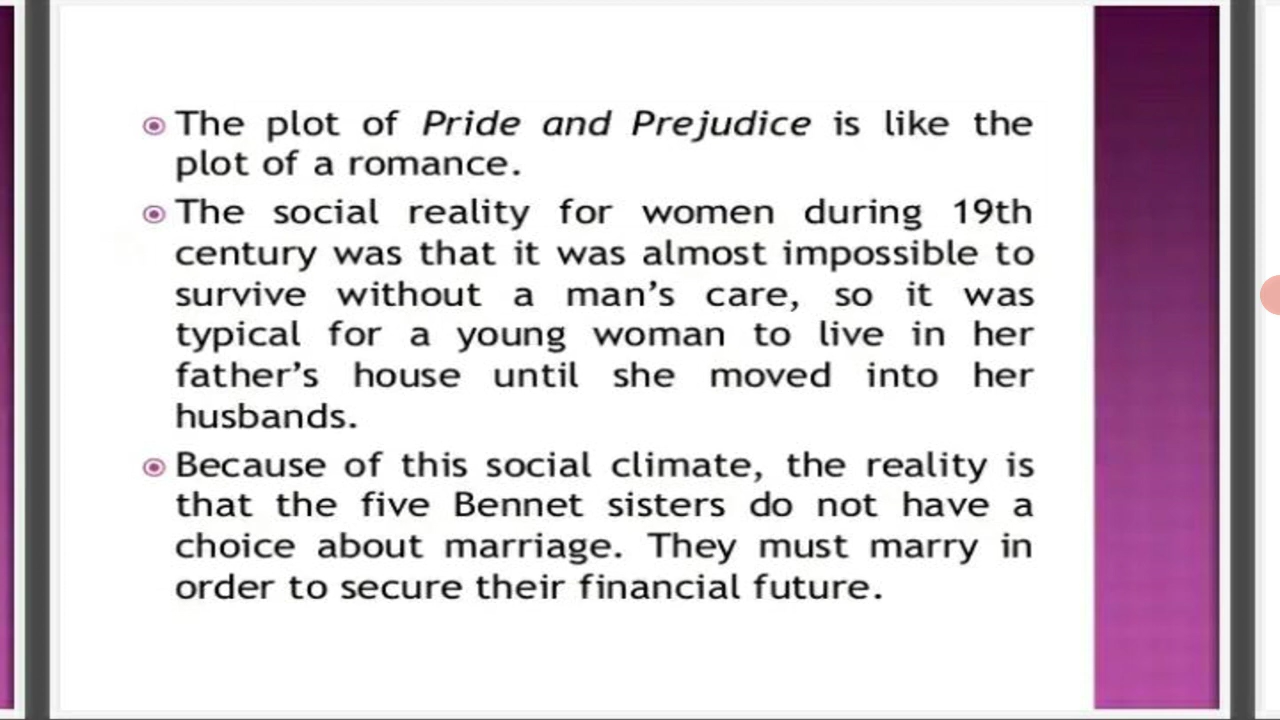 The plot of Pride and Prejudice is like the
plot of a romance.
The social reality for women during 19th
century was that it was almost impossible to
survive without a man's care, so it was
typical for a young woman to live in her
father's house until she moved into her
husbands.
Because of this social climate, the reality is
that the five Bennet sisters do not have a
choice about marriage. They must marry in
order to secure their financial future.